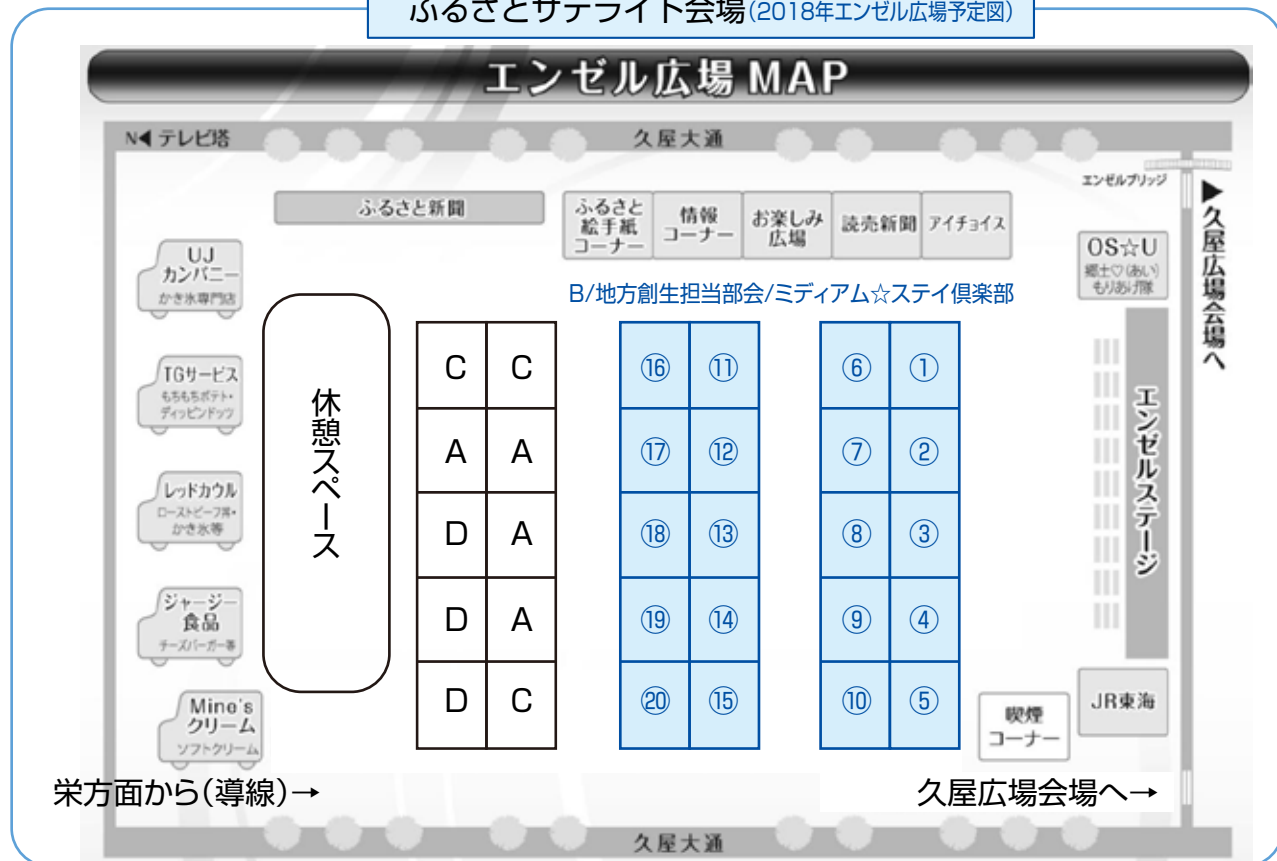 ふるさとサテライト会場(2018年エンゼル広場予定図)
エンゼル広場 MAP
N◀ テレビ塔
久屋大通
エンゼルブリッジ
▶久屋広場会場へ
ふるさと新聞
ふるさと
絵手紙
コーナー
情報
コーナー
お楽しみ
広場
読売新聞
アイチョイス
OS☆U
郷土♡(あい)
もりあげ隊
UJ
カンパニー
かき氷専門店
B/地方創生担当部会/ミディアム☆ステイ倶楽部
TGサービス
もちもちポテト・
ディッピンドッツ
レッドカウル
ローストビーフ丼・
かき氷等
ジャージー
食品
チーズバーガー等
Mine's
クリーム
ソフトクリーム
休憩スペース
C C ⑯ ⑪ ⑥ ①
A A ⑰ ⑫ ⑦ ②
D A ⑱ ⑬ ⑧ ③
D A ⑲ ⑭ ⑨ ④
D C ⑳ ⑮ ⑩ ⑤
エンゼルステージ
喫煙
コーナー
JR東海
栄方面から(導線)→
久屋広場会場へ→
久屋大通